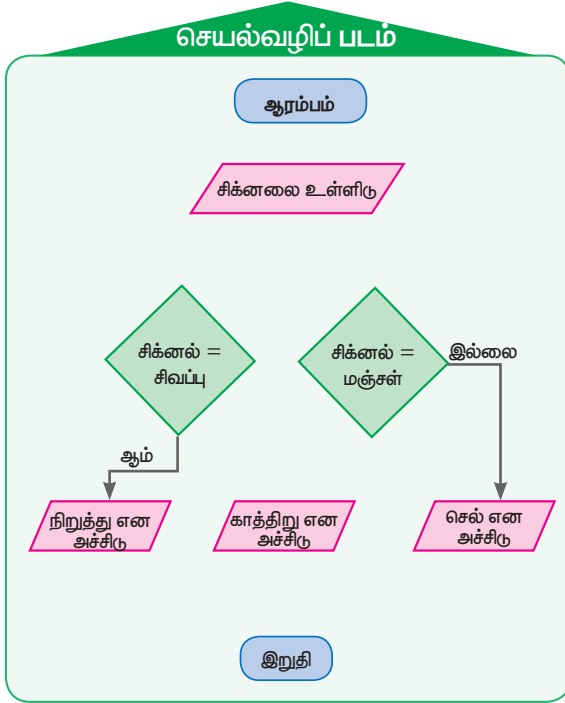 செயல்வழிப் படம்
ஆரம்பம்
சிக்னலை உள்ளிடு
சிக்னல் =
சிவப்பு
சிக்னல் =
மஞ்சள்
இல்லை
ஆம்
நிறுத்து என
அச்சிடு
காத்திறு என
அச்சிடு
செல் என
அச்சிடு
இறுதி